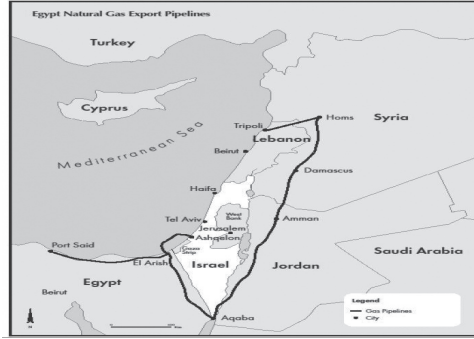 Egypt Natural Gas Export Pipelines
Turkey
Cyprus
Mediterranean Sea
Tripoli
Homs
Syria
Lebanon
Beirut
Damascus
Haifa
West
Bank
Tel Aviv
Jerusalem
Amman
Ashqelon
Port Said
Gaza
Strip
El Arish
Israel
Jordan
Saudi Arabia
Egypt
Beirut
Aqaba
Legend
Gas Pipelines
City